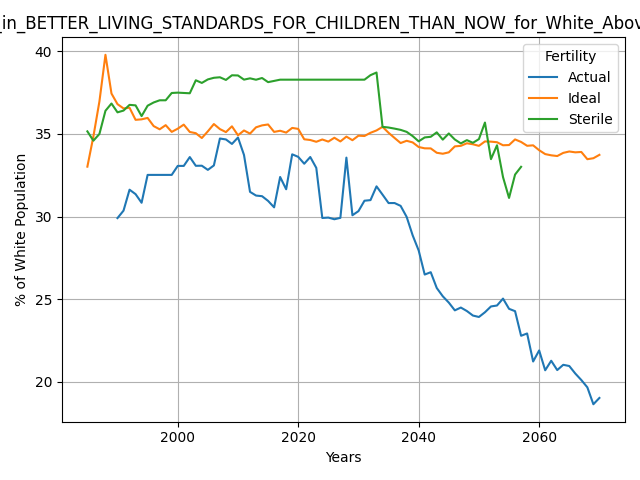 _in_BETTER_LIVING_STANDARDS_FOR_CHILDREN_THAN_NOW_for_White_Abov
Fertility
Actual
Ideal
Sterile
% of White Population
40
35
30
25
20
2000
2020
2040
2060
Years